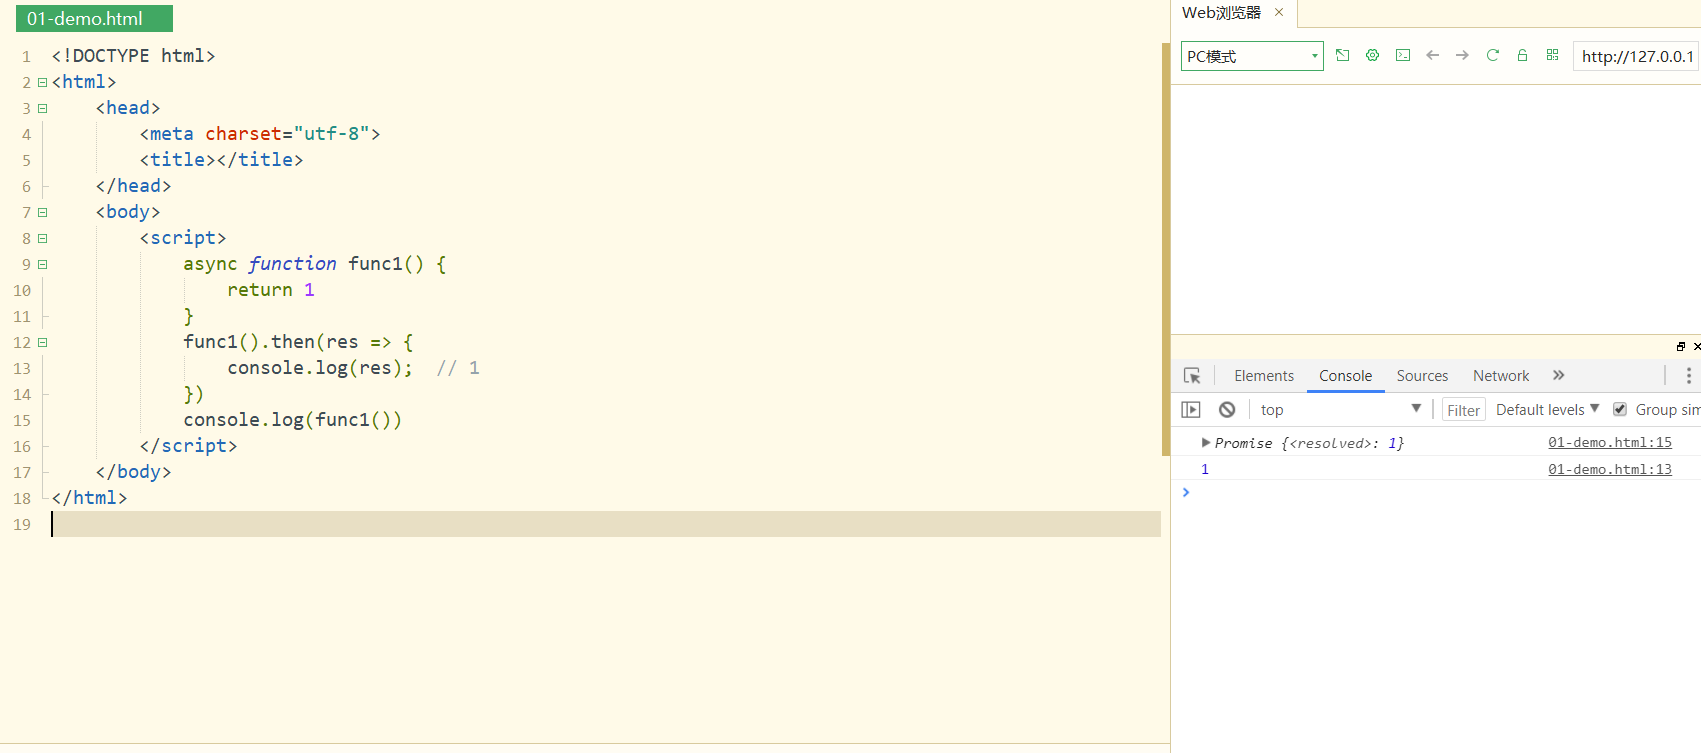 01-demo.html
1 <!DOCTYPE html>
2 <html>
3 <head>
4 <meta charset="utf-8">
5 <title></title>
6 </head>
7 <body>
8 <script>
9 async function func1() {
10 return 1
11 }
12 func1().then(res => {
13 console.log(res);  // 1
14 })
15 console.log(func1())
16 </script>
17 </body>
18 </html>
19
Web浏览器 ×
PC模式 http://127.0.0.1
Elements Console Sources Network »
top Filter Default levels Group sim
Promise {<resolved>: 1} 01-demo.html:15
1 01-demo.html:13